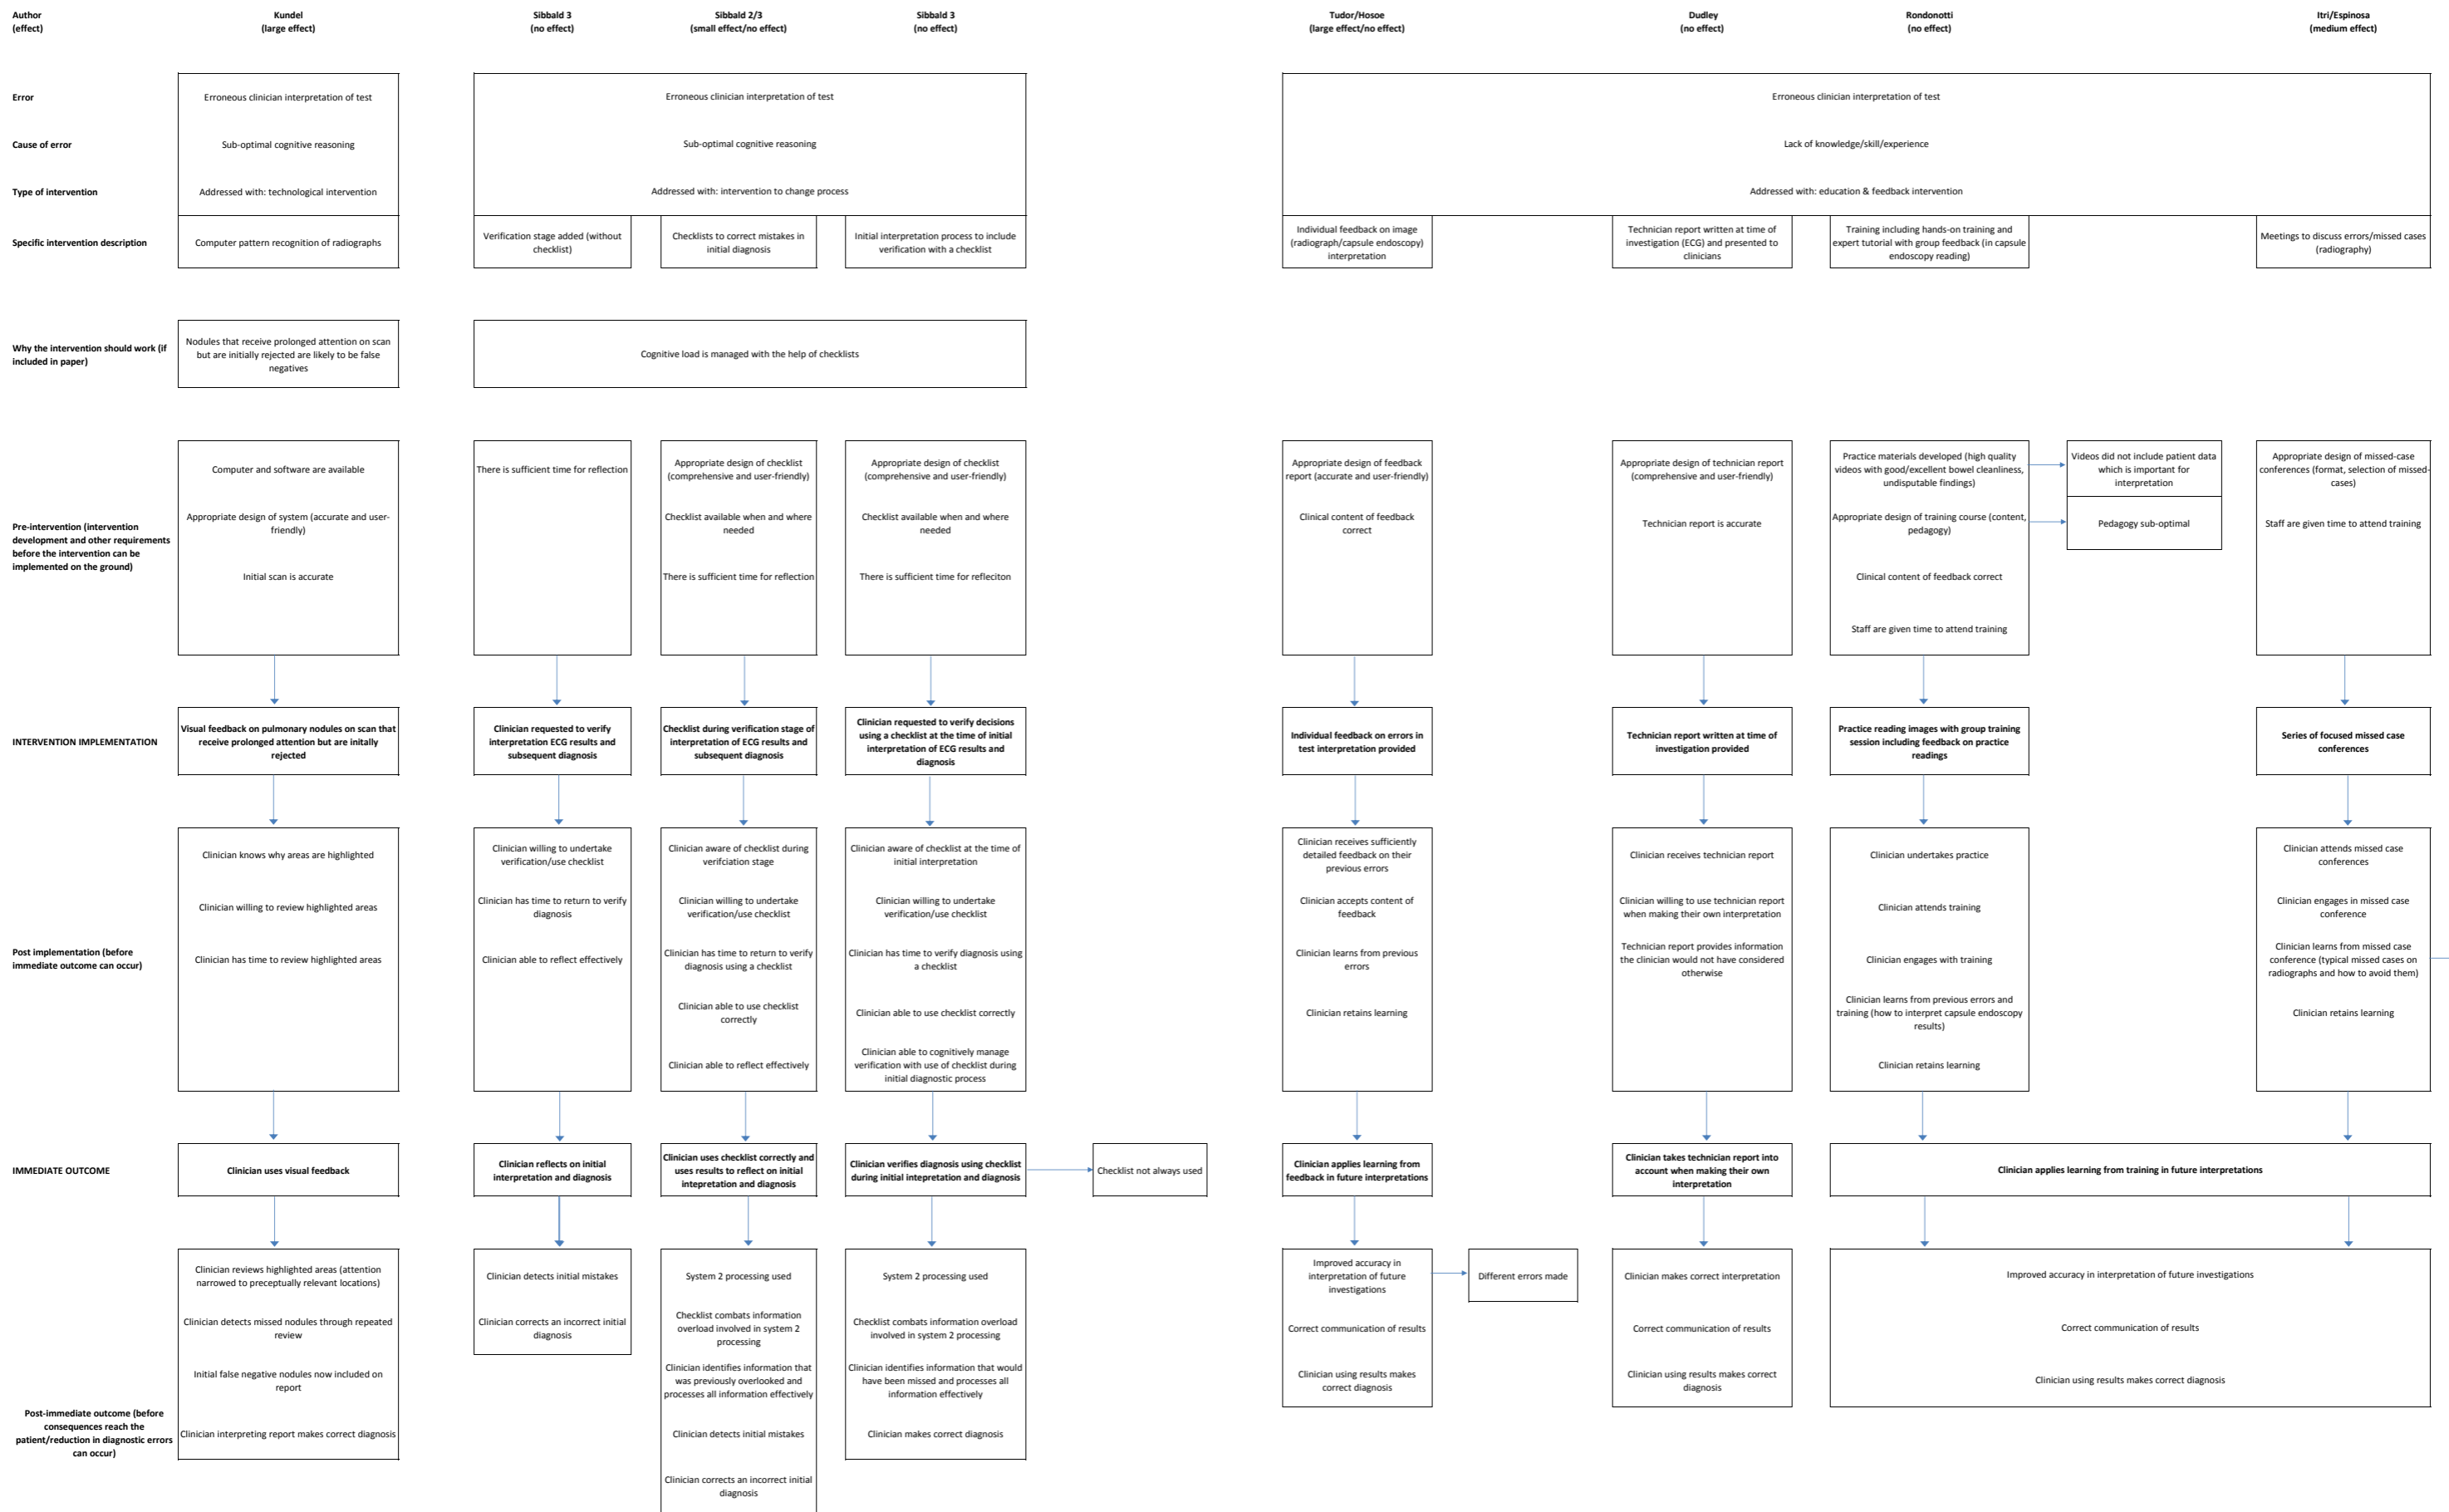 Author
(effect)
Kundel
(large effect)
Sibbald 3
(no effect)
Sibbald 2/3
(small effect/no effect)
Sibbald 3
(no effect)
Tudor/Hosoe
(large effect/no effect)
Dudley
(no effect)
Rondonotti
(no effect)
Itri/Espinosa
(medium effect)
Error
Erroneous clinician interpretation of test
Erroneous clinician interpretation of test
Erroneous clinician interpretation of test
Cause of error
Sub-optimal cognitive reasoning
Sub-optimal cognitive reasoning
Lack of knowledge/skill/experience
Type of intervention
Addressed with: technological intervention
Addressed with: intervention to change process
Addressed with: education & feedback intervention
Specific intervention description
Computer pattern recognition of radiographs
Verification stage added (without
checklist)
Checklists to correct mistakes in
initial diagnosis
Initial interpretation process to include
verification with a checklist
Individual feedback on image
(radiograph/capsule endoscopy)
interpretation
Technician report written at time of
investigation (ECG) and presented to
clinicians
Training including hands-on training and
expert tutorial with group feedback (in capsule
endoscopy reading)
Meetings to discuss errors/missed cases
(radiography)
Why the intervention should work (if
included in paper)
Nodules that receive prolonged attention on scan
but are initially rejected are likely to be false
negatives
Cognitive load is managed with the help of checklists
Pre-intervention (intervention
development and other requirements
before the intervention can be
implemented on the ground)
Computer and software are available
Appropriate design of system (accurate and user-
friendly)
Initial scan is accurate
There is sufficient time for reflection
Appropriate design of checklist
(comprehensive and user-friendly)
Checklist available when and where
needed
There is sufficient time for reflection
Appropriate design of checklist
(comprehensive and user-friendly)
Checklist available when and where
needed
There is sufficient time for refleciton
Appropriate design of feedback
report (accurate and user-friendly)
Clinical content of feedback
correct
Appropriate design of technician report
(comprehensive and user-friendly)
Technician report is accurate
Practice materials developed (high quality
videos with good/excellent bowel cleanliness,
undisputable findings)
Appropriate design of training course (content,
pedagogy)
Clinical content of feedback correct
Staff are given time to attend training
Videos did not include patient data
which is important for
interpretation
Pedagogy sub-optimal
Appropriate design of missed-case
conferences (format, selection of missed-
cases)
Staff are given time to attend training
INTERVENTION IMPLEMENTATION
Visual feedback on pulmonary nodules on scan that
receive prolonged attention but are initally
rejected
Clinician requested to verify
interpretation ECG results and
subsequent diagnosis
Checklist during verification stage of
interpretation of ECG results and
subsequent diagnosis
Clinician requested to verify decisions
using a checklist at the time of initial
interpretation of ECG results and
diagnosis
Individual feedback on errors in
test interpretation provided
Technician report written at time of
investigation provided
Practice reading images with group training
session including feedback on practice
readings
Series of focused missed case
conferences
Post implementation (before
immediate outcome can occur)
Clinician knows why areas are highlighted
Clinician willing to review highlighted areas
Clinician has time to review highlighted areas
Clinician willing to undertake
verification/use checklist
Clinician has time to return to verify
diagnosis
Clinician able to reflect effectively
Clinician aware of checklist during
verifciation stage
Clinician willing to undertake
verification/use checklist
Clinician has time to return to verify
diagnosis using a checklist
Clinician able to use checklist
correctly
Clinician able to reflect effectively
Clinician aware of checklist at the time of
initial interpretation
Clinician willing to undertake
verification/use checklist
Clinician has time to verify diagnosis using
a checklist
Clinician able to use checklist correctly
Clinician able to cognitively manage
verification with use of checklist during
initial diagnostic process
Clinician receives sufficiently
detailed feedback on their
previous errors
Clinician accepts content of
feedback
Clinician learns from previous
errors
Clinician retains learning
Clinician receives technician report
Clinician willing to use technician report
when making their own interpretation
Technician report provides information
the clinician would not have considered
otherwise
Clinician undertakes practice
Clinician attends training
Clinician engages with training
Clinician learns from previous errors and
training (how to interpret capsule endoscopy
results)
Clinician retains learning
Clinician attends missed case
conferences
Clinician engages in missed case
conference
Clinician learns from missed case
conference (typical missed cases on
radiographs and how to avoid them)
Clinician retains learning
IMMEDIATE OUTCOME
Clinician uses visual feedback
Clinician reflects on initial
interpretation and diagnosis
Clinician uses checklist correctly and
uses results to reflect on initial
intepretation and diagnosis
Clinician verifies diagnosis using checklist
during initial intepretation and diagnosis
Checklist not always used
Clinician applies learning from
feedback in future interpretations
Clinician takes technician report into
account when making their own
interpretation
Clinician applies learning from training in future interpretations
Post-immediate outcome (before
consequences reach the
patient/reduction in diagnostic errors
can occur)
Clinician reviews highlighted areas (attention
narrowed to preceptually relevant locations)
Clinician detects missed nodules through repeated
review
Initial false negative nodules now included on
report
Clinician interpreting report makes correct diagnosis
Clinician detects initial mistakes
Clinician corrects an incorrect initial
diagnosis
System 2 processing used
Checklist combats information
overload involved in system 2
processing
Clinician identifies information that
was previously overlooked and
processes all information effectively
Clinician detects initial mistakes
Clinician corrects an incorrect initial
diagnosis
System 2 processing used
Checklist combats information overload
involved in system 2 processing
Clinician identifies information that would
have been missed and processes all
information effectively
Clinician makes correct diagnosis
Improved accuracy in
interpretation of future
investigations
Correct communication of results
Clinician using results makes
correct diagnosis
Different errors made
Clinician makes correct interpretation
Correct communication of results
Clinician using results makes correct
diagnosis
Improved accuracy in interpretation of future investigations
Correct communication of results
Clinician using results makes correct diagnosis